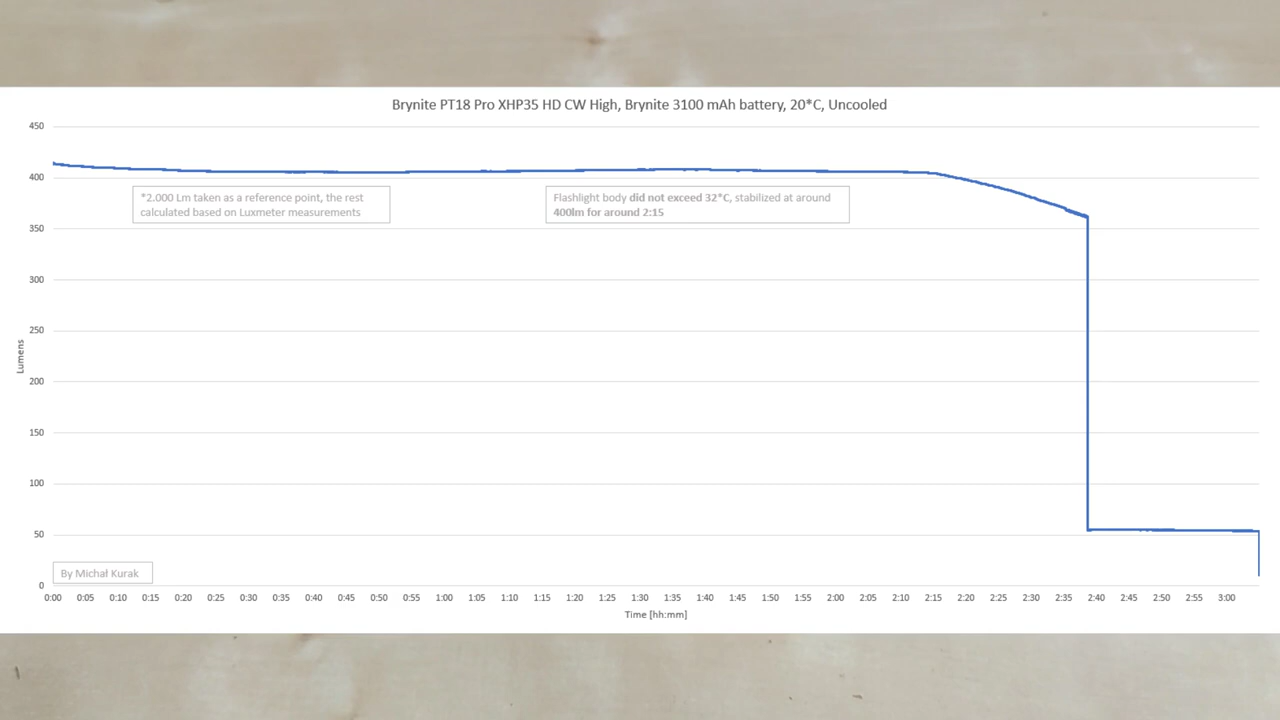 Brynite PT18 Pro XHP35 HD CW High, Brynite 3100 mAh battery, 20*C, Uncooled
450
400
*2.000 Lm taken as a reference point, the rest
calculated based on Luxmeter measurements
Flashlight body did not exceed 32*C, stabilized at around
400lm for around 2:15
350
300
250
Lumens
200
150
100
50
By Michał Kurak
0
0:00 0:05 0:10 0:15 0:20 0:25 0:30 0:35 0:40 0:45 0:50 0:55 1:00 1:05 1:10 1:15 1:20 1:25 1:30 1:35 1:40 1:45 1:50 1:55 2:00 2:05 2:10 2:15 2:20 2:25 2:30 2:35 2:40 2:45 2:50 2:55 3:00
Time [hh:mm]